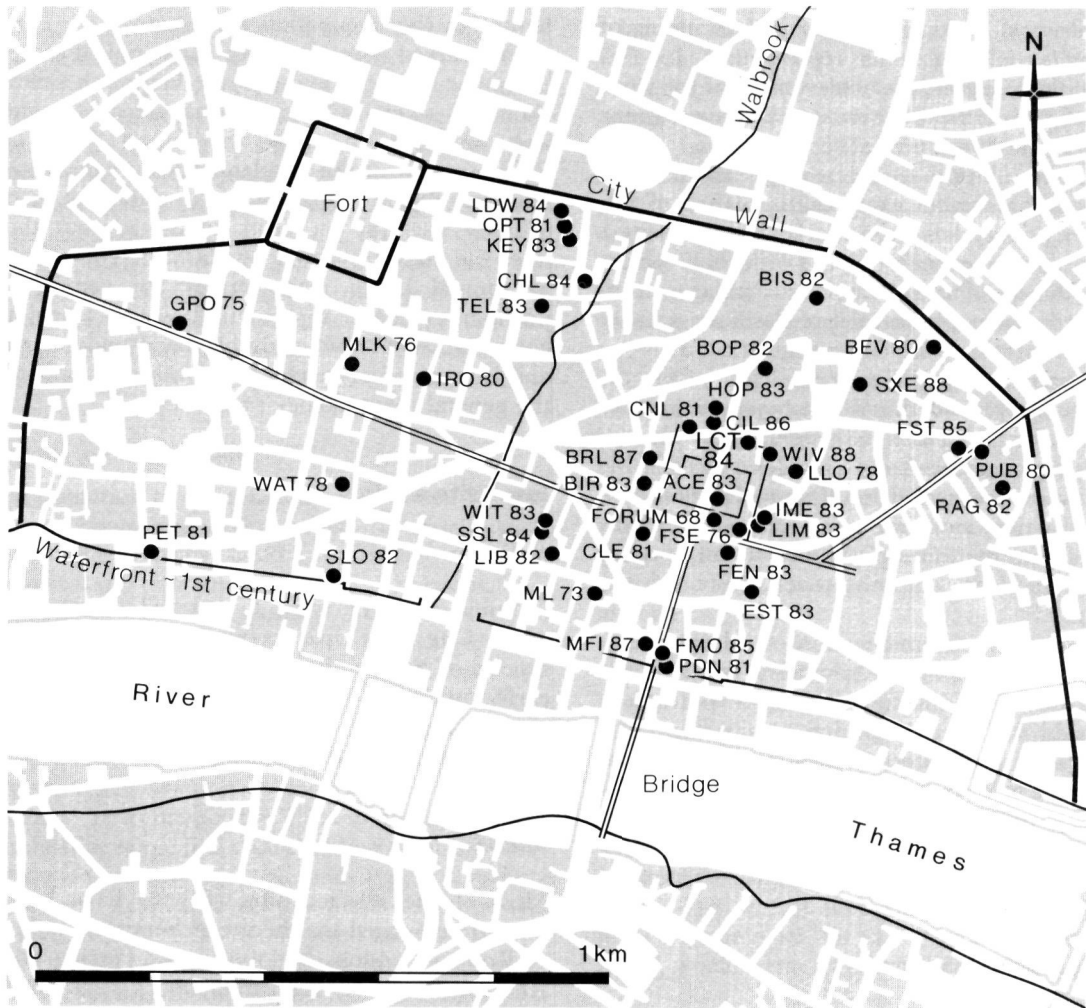 N
Walbrook
City
Wall
Fort
LDW 84
OPT 81
KEY 83
CHL 84
TEL 83
BIS 82
GPO 75
MLK 76
IRO 80
BOP 82
BEV 80
HOP 83
SXE 88
CNL 81
CIL 86
LCT
84
FST 85
BRL 87
WIV 88
LLO 78
PUB 80
WAT 78
BIR 83
ACE 83
RAG 82
WIT 83
FORUM 68
IME 83
SSL 84
FSE 76
LIM 83
PET 81
LIB 82
CLE 81
FEN 83
SLO 82
Waterfront ~ 1st century
ML 73
EST 83
MFI 87
FMO 85
PDN 81
River
Bridge
Thames
0
1km